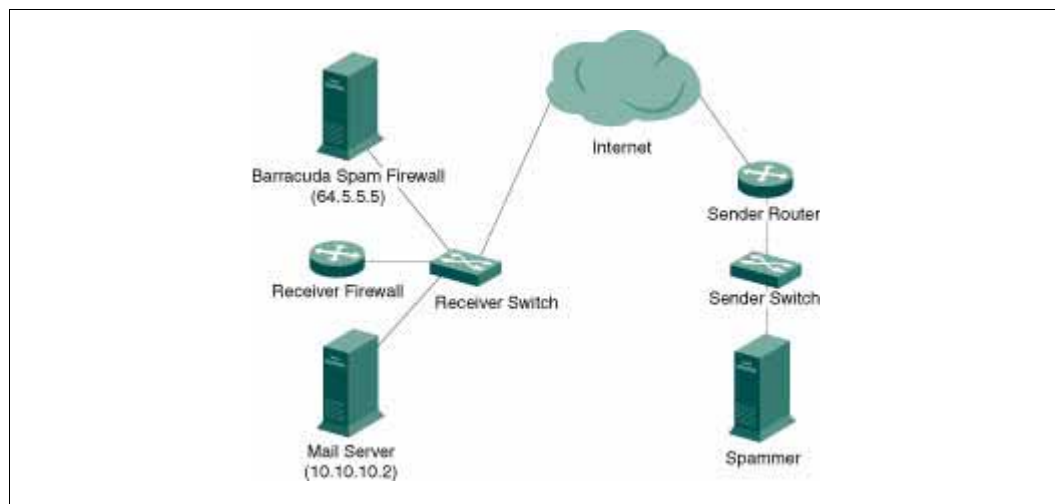 Internet
Barracuda Spam Firewall
(64.5.5.5)
Sender Router
Receiver Firewall
Receiver Switch
Sender Switch
Mail Server
(10.10.10.2)
Spammer